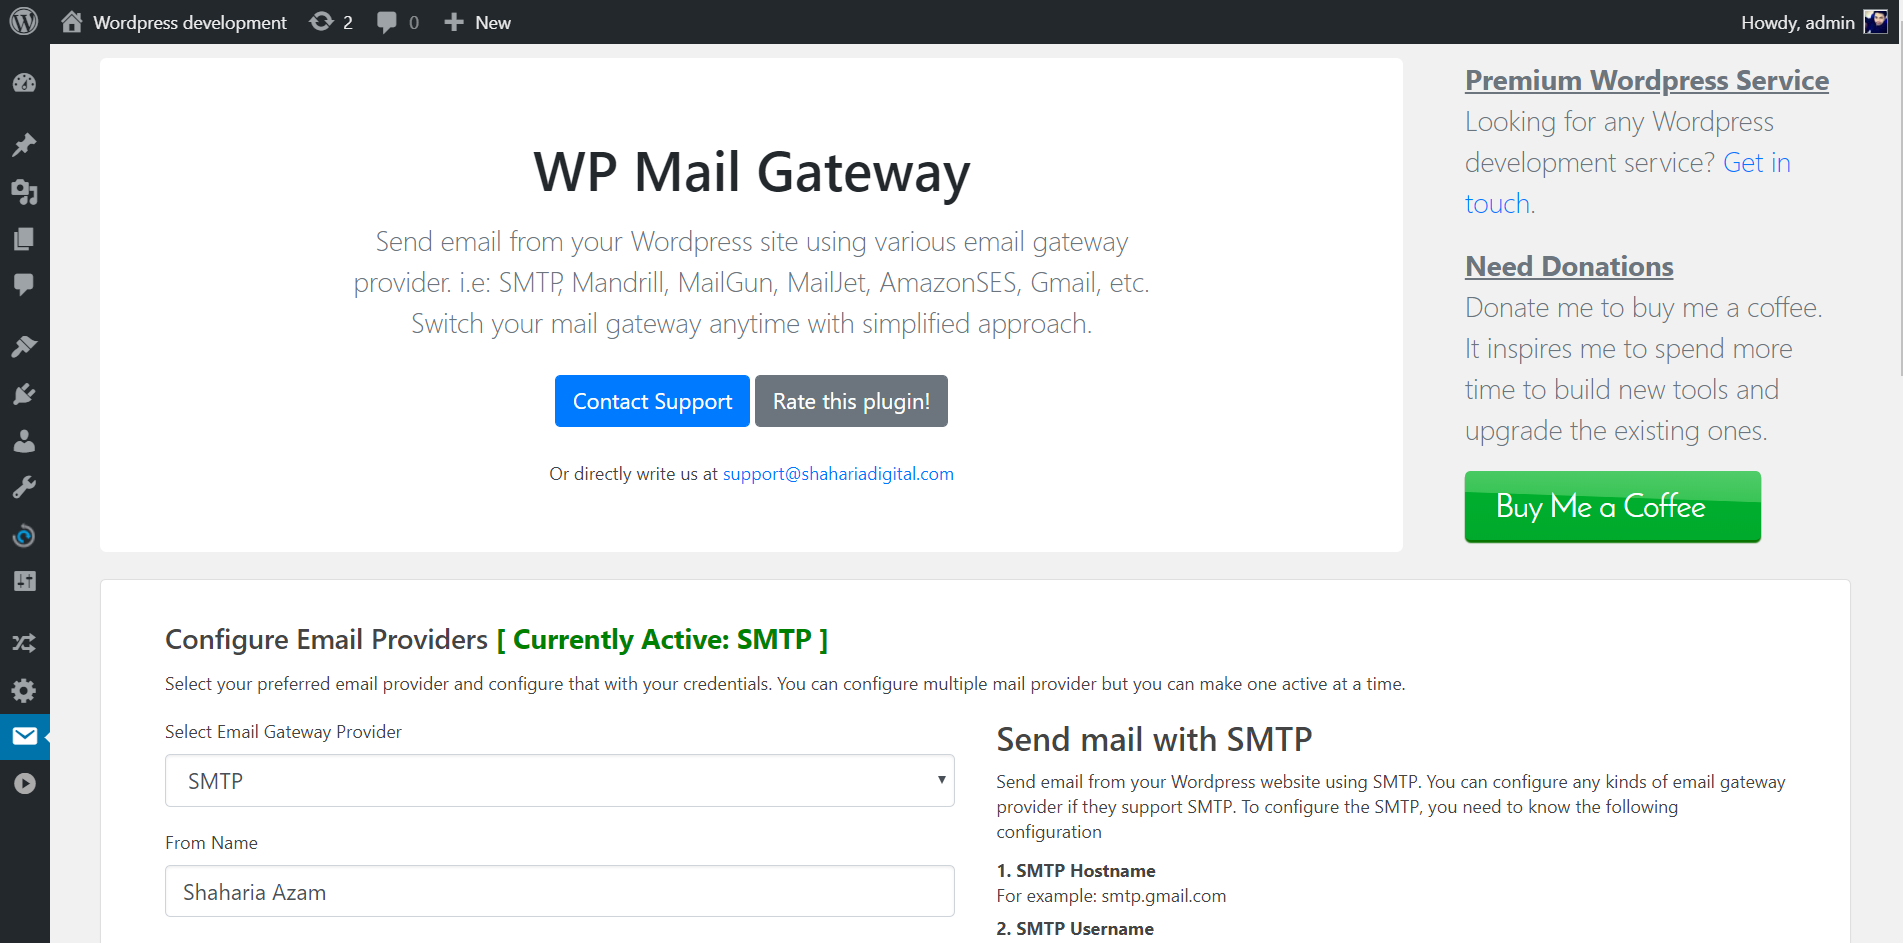 Wordpress development 2 0 New Howdy, admin
WP Mail Gateway
Send email from your Wordpress site using various email gateway
provider. i.e: SMTP, Mandrill, MailGun, MailJet, AmazonSES, Gmail, etc.
Switch your mail gateway anytime with simplified approach.
Contact Support Rate this plugin!
Or directly write us at support@shahariadigital.com
Premium Wordpress Service
Looking for any Wordpress
development service? Get in
touch.
Need Donations
Donate me to buy me a coffee.
It inspires me to spend more
time to build new tools and
upgrade the existing ones.
Buy Me a Coffee
Configure Email Providers [ Currently Active: SMTP ]
Select your preferred email provider and configure that with your credentials. You can configure multiple mail provider but you can make one active at a time.
Select Email Gateway Provider
SMTP
From Name
Shaharia Azam
Send mail with SMTP
Send email from your Wordpress website using SMTP. You can configure any kinds of email gateway
provider if they support SMTP. To configure the SMTP, you need to know the following
configuration
1. SMTP Hostname
For example: smtp.gmail.com
2. SMTP Username